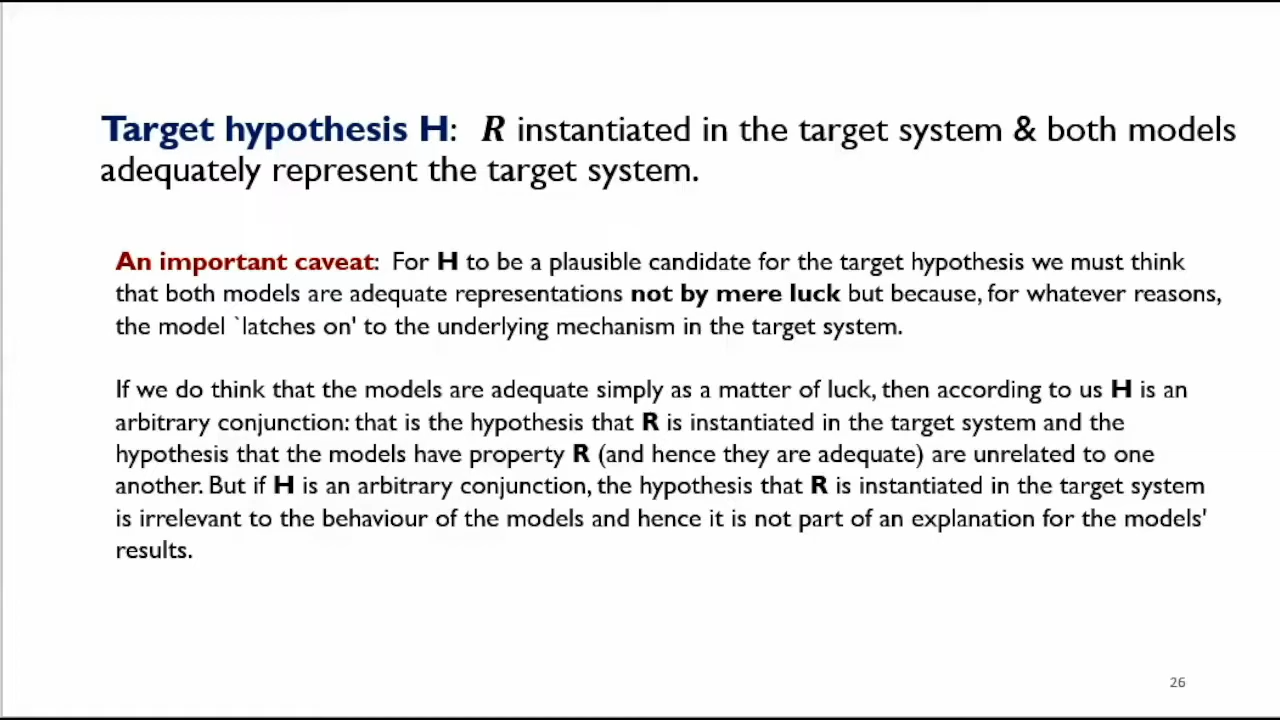 Target hypothesis H: R instantiated in the target system & both models
adequately represent the target system.
An important caveat: For H to be a plausible candidate for the target hypothesis we must think
that both models are adequate representations not by mere luck but because, for whatever reasons,
the model `latches on' to the underlying mechanism in the target system.
If we do think that the models are adequate simply as a matter of luck, then according to us H is an
arbitrary conjunction: that is the hypothesis that R is instantiated in the target system and the
hypothesis that the models have property R (and hence they are adequate) are unrelated to one
another. But if H is an arbitrary conjunction, the hypothesis that R is instantiated in the target system
is irrelevant to the behaviour of the models and hence it is not part of an explanation for the models'
results.
26